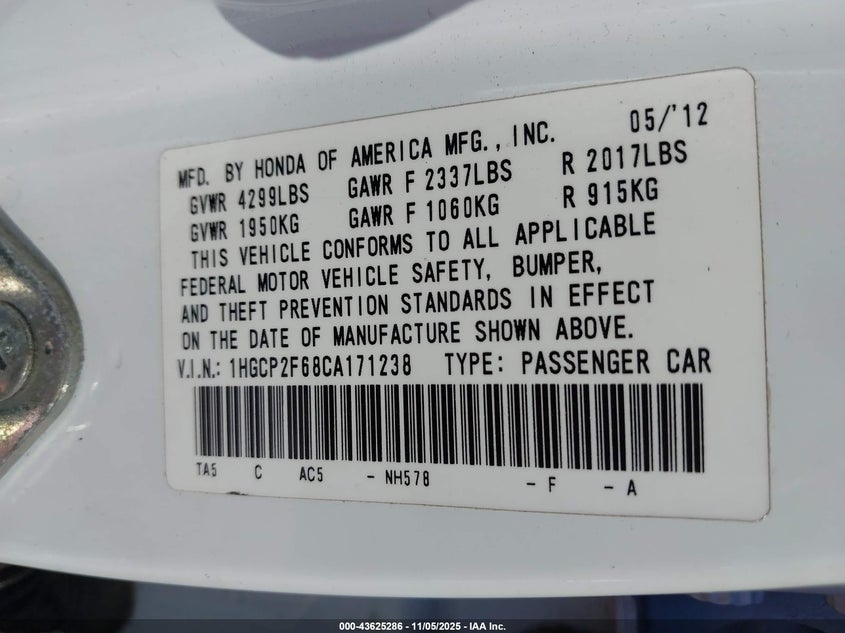 MFD. BY HONDA OF AMERICA MFG., INC. 05/'12
GVWR 4299LBS GAWR F 2337LBS R 2017LBS
GVWR 1950KG GAWR F 1060KG R 915KG
THIS VEHICLE CONFORMS TO ALL APPLICABLE
FEDERAL MOTOR VEHICLE SAFETY, BUMPER,
AND THEFT PREVENTION STANDARDS IN EFFECT
ON THE DATE OF MANUFACTURE SHOWN ABOVE.
V.I.N.: 1HGCP2F68CA171238 TYPE: PASSENGER CAR
TA5 C AC5 - NH578 - F - A
000-43625286 - 11/05/2025 - IAA Inc.